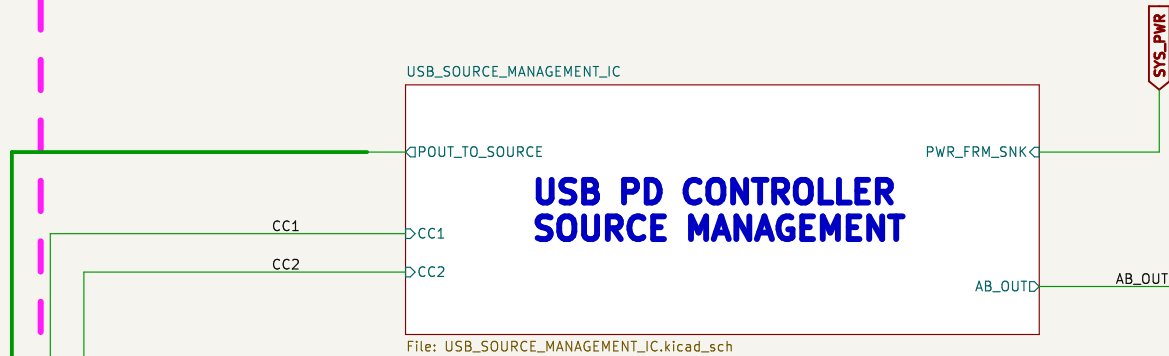 SYS_PWR
USB_SOURCE_MANAGEMENT_IC
POUT_TO_SOURCE
PWR_FRM_SNK
USB PD CONTROLLER
SOURCE MANAGEMENT
CC1
CC1
CC2
CC2
AB_OUT
AB_OUT
File: USB_SOURCE_MANAGEMENT_IC.kicad_sch